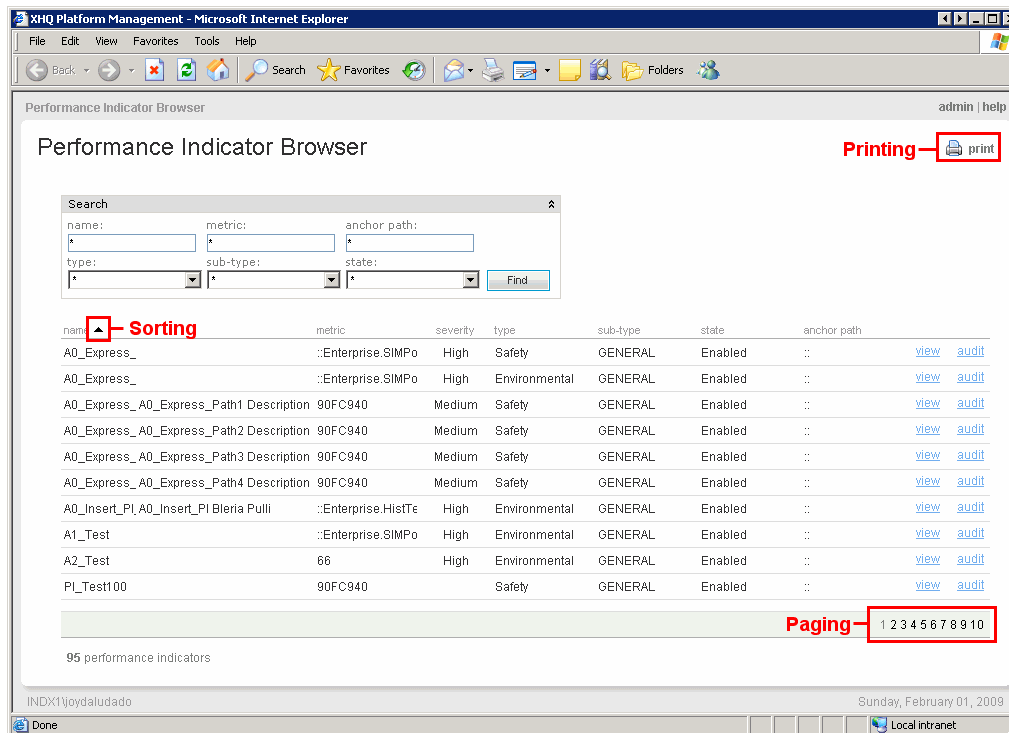 XHQ Platform Management - Microsoft Internet Explorer
File Edit View Favorites Tools Help
Back Search Favorites Folders
Performance Indicator Browser admin | help
Performance Indicator Browser Printing print
Search
name: metric: anchor path:
* * *
type: sub-type: state:
* * * Find
name Sorting metric severity type sub-type state anchor path
A0_Express_ ::Enterprise.SIMPo High Safety GENERAL Enabled :: view audit
A0_Express_ ::Enterprise.SIMPo High Environmental GENERAL Enabled :: view audit
A0_Express_ A0_Express_Path1 Description 90FC940 Medium Safety GENERAL Enabled :: view audit
A0_Express_ A0_Express_Path2 Description 90FC940 Medium Safety GENERAL Enabled :: view audit
A0_Express_ A0_Express_Path3 Description 90FC940 Medium Safety GENERAL Enabled :: view audit
A0_Express_ A0_Express_Path4 Description 90FC940 Medium Safety GENERAL Enabled :: view audit
A0_Insert_PI_ A0_Insert_PI Bleria Pulli ::Enterprise.HistTe High Environmental GENERAL Enabled :: view audit
A1_Test ::Enterprise.SIMPo High Environmental GENERAL Enabled :: view audit
A2_Test 66 High Environmental GENERAL Enabled :: view audit
PI_Test100 90FC940 Safety GENERAL Enabled :: view audit
Paging 1 2 3 4 5 6 7 8 9 10
95 performance indicators
INDX1\joydaludado Sunday, February 01, 2009
Done Local intranet